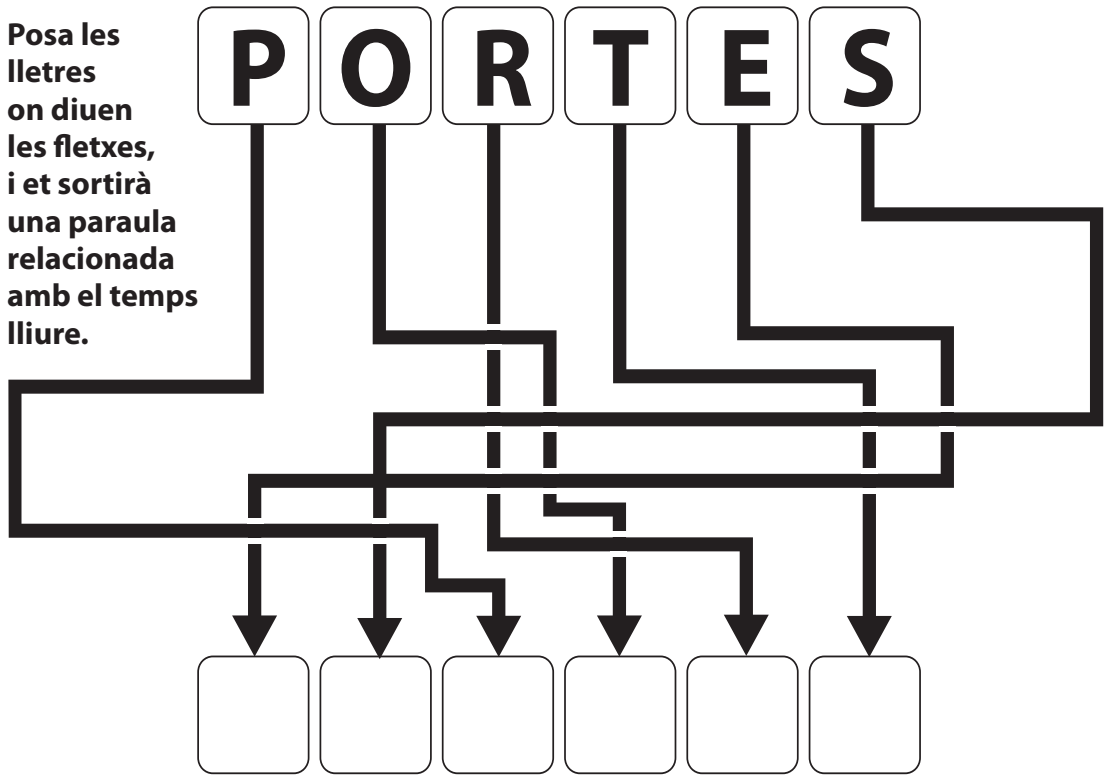 Posa les
lletres
on diuen
les fletxes,
i et sortirà
una paraula
relacionada
amb el temps
lliure.
P O R T E S